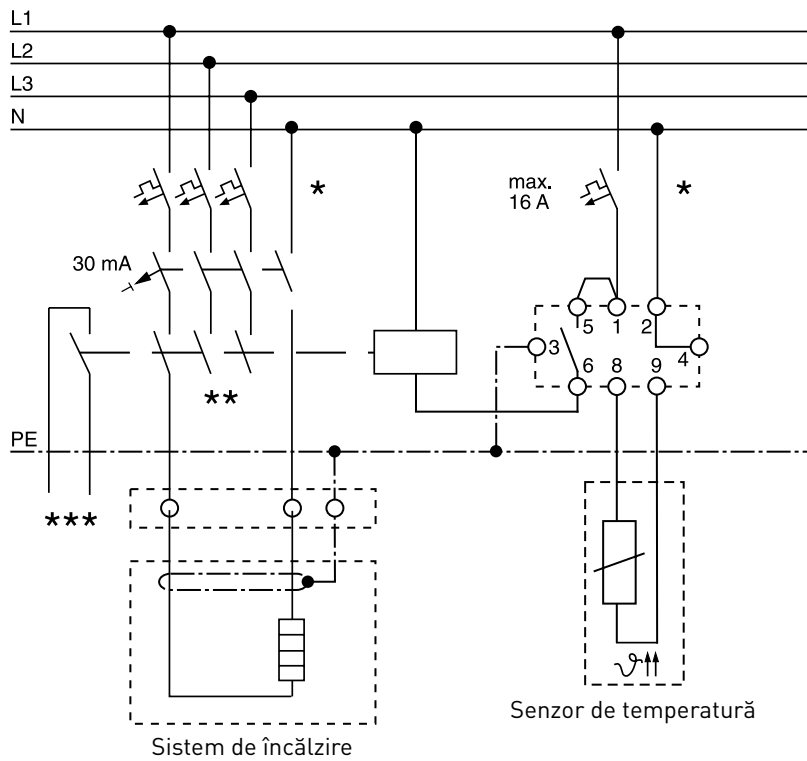 L1
L2
L3
N
*
max.
16 A
*
30 mA
5 1 2
3
4
6 8 9
**
PE
***
ϑ
Senzor de temperatură
Sistem de încălzire